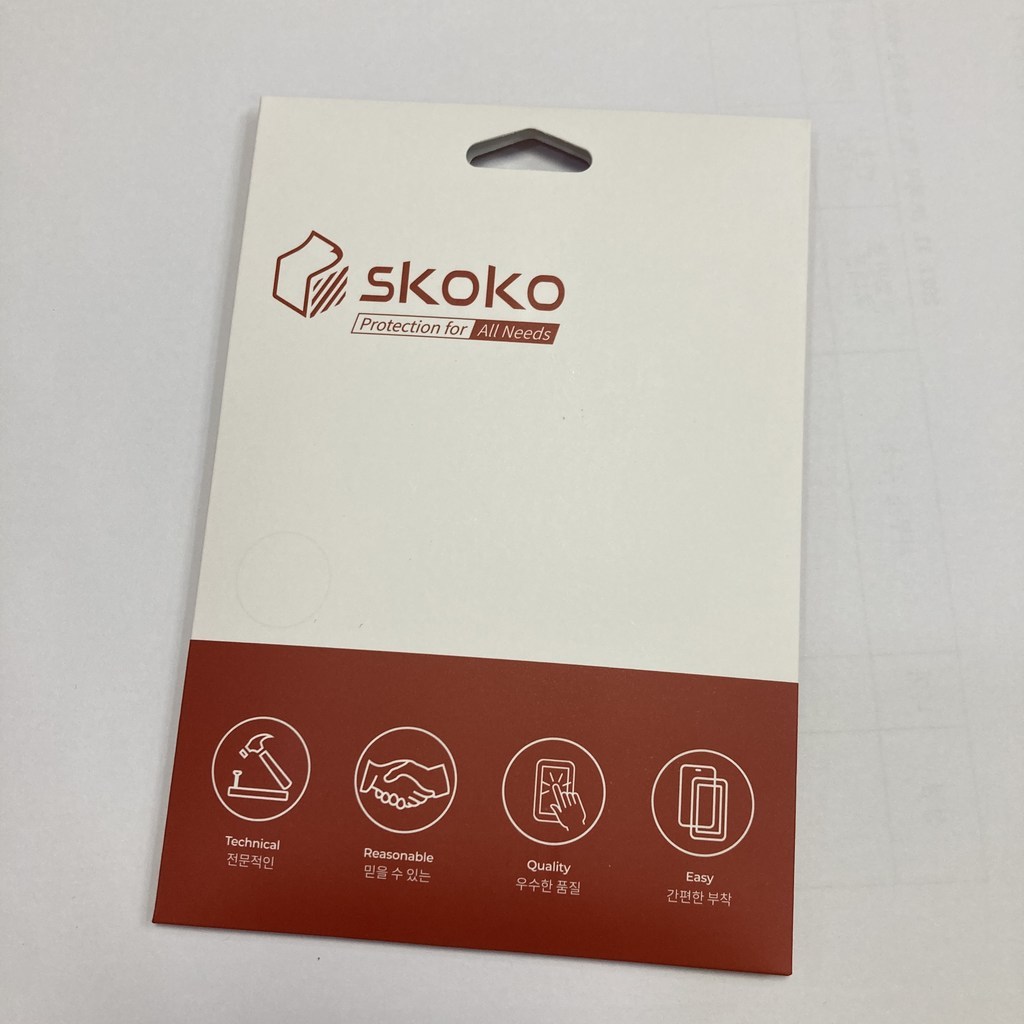 SKOKO
Protection for All Needs
Technical
전문적인
Reasonable
믿을 수 있는
Quality
우수한 품질
Easy
간편한 부착